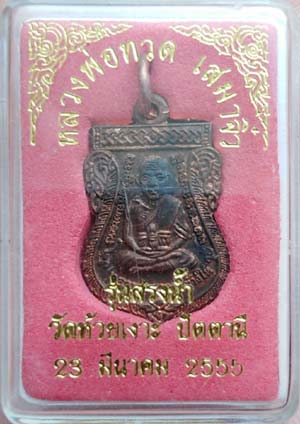 หลวงพ่อทวด เสมาจิ๋ว
รุ่นสรงน้ำ
วัดห้วยเงาะ ปัตตานี
23 มีนาคม 2555